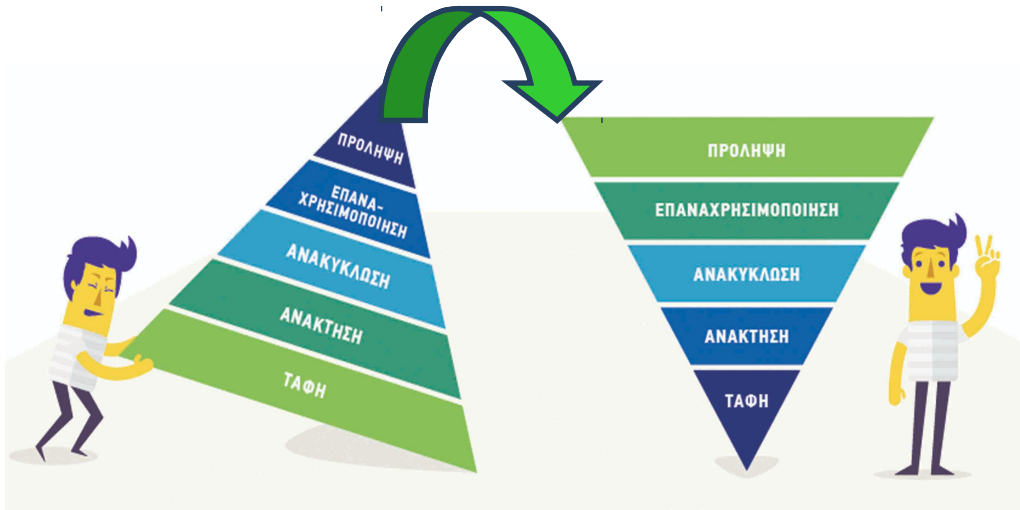 ΠΡΟΛΗΨΗ
ΕΠΑΝΑ-
ΧΡΗΣΙΜΟΠΟΙΗΣΗ
ΑΝΑΚΥΚΛΩΣΗ
ΑΝΑΚΤΗΣΗ
ΤΑΦΗ
ΠΡΟΛΗΨΗ
ΕΠΑΝΑΧΡΗΣΙΜΟΠΟΙΗΣΗ
ΑΝΑΚΥΚΛΩΣΗ
ΑΝΑΚΤΗΣΗ
ΤΑΦΗ